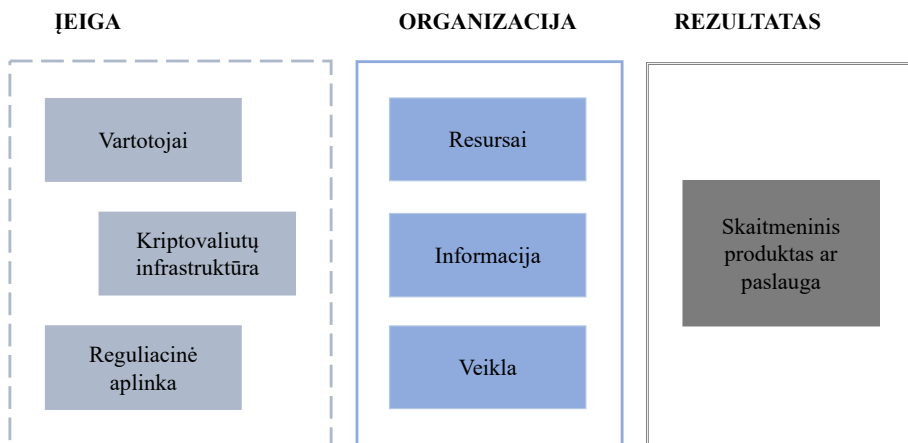 ĮEIGA
ORGANIZACIJA
REZULTATAS
Vartotojai
Kriptovaliutų
infrastruktūra
Reguliacinė
aplinka
Resursai
Informacija
Veikla
Skaitmeninis
produktas ar
paslauga